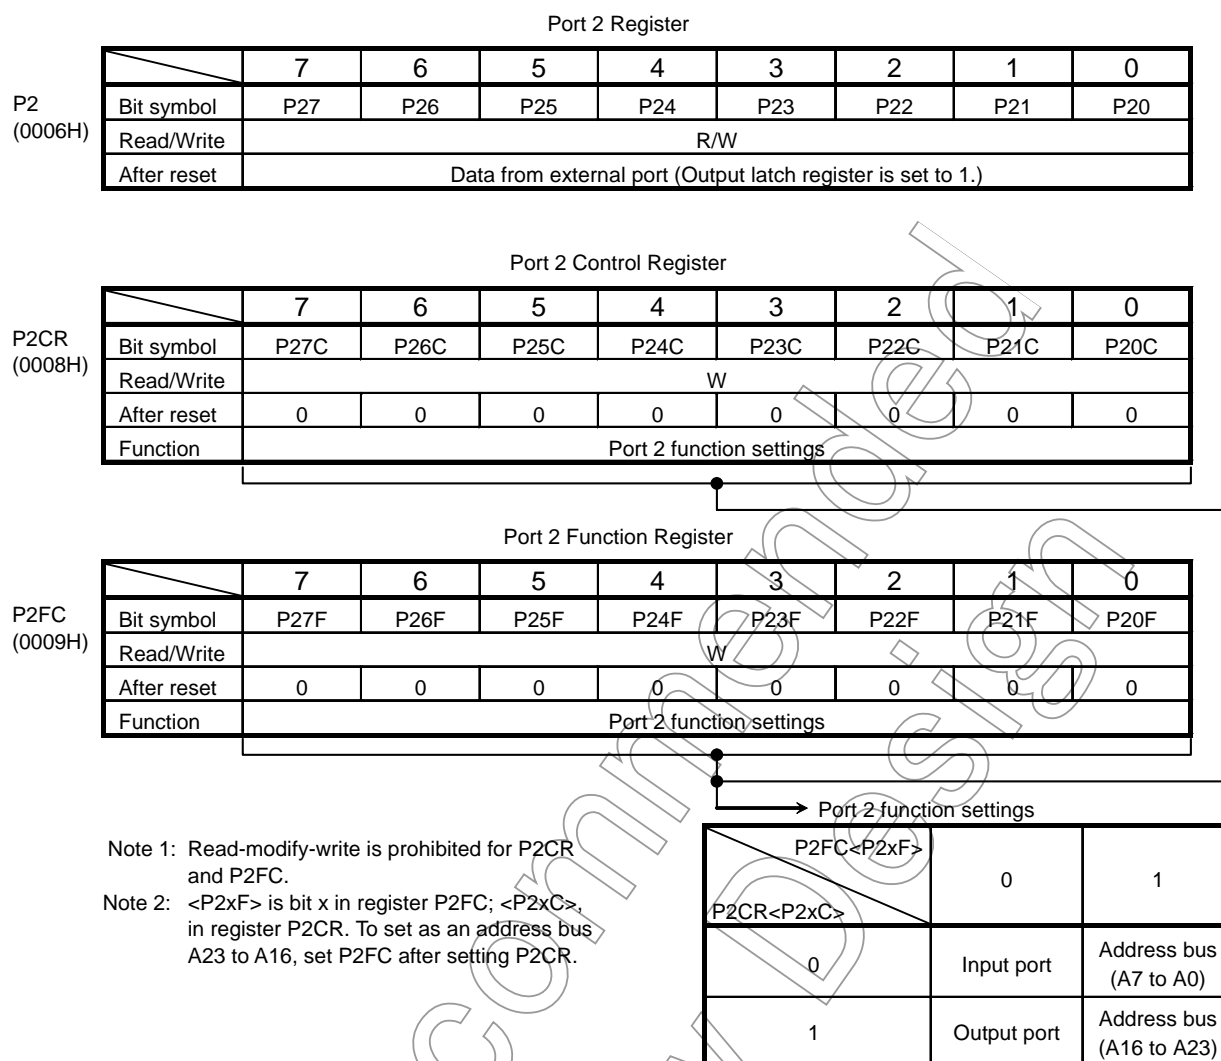 Port 2 Register
7 6 5 4 3 2 1 0
P2
(0006H)
Bit symbol P27 P26 P25 P24 P23 P22 P21 P20
Read/Write R/W
After reset Data from external port (Output latch register is set to 1.)
Port 2 Control Register
7 6 5 4 3 2 1 0
P2CR
(0008H)
Bit symbol P27C P26C P25C P24C P23C P22C P21C P20C
Read/Write W
After reset 0 0 0 0 0 0 0 0
Function Port 2 function settings
Port 2 Function Register
7 6 5 4 3 2 1 0
P2FC
(0009H)
Bit symbol P27F P26F P25F P24F P23F P22F P21F P20F
Read/Write W
After reset 0 0 0 0 0 0 0 0
Function Port 2 function settings
Note 1: Read-modify-write is prohibited for P2CR
and P2FC.
Note 2: <P2xF> is bit x in register P2FC; <P2xC>,
in register P2CR. To set as an address bus
A23 to A16, set P2FC after setting P2CR.
Port 2 function settings
P2FC<P2xF>
P2CR<P2xC>
0 1
0 Input port Address bus
(A7 to A0)
1 Output port Address bus
(A16 to A23)
commended
Design